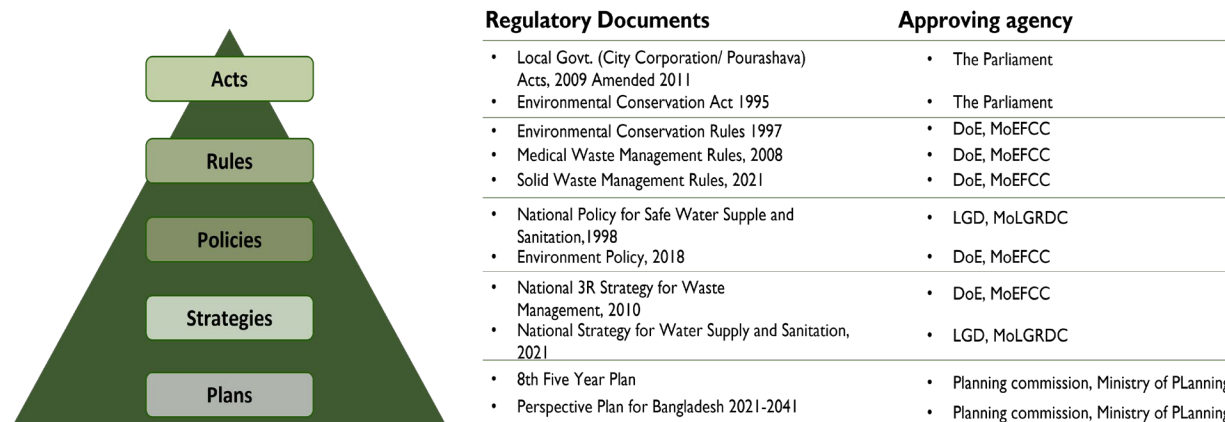 Acts
Rules
Policies
Strategies
Plans
Regulatory Documents
Approving agency
• Local Govt. (City Corporation/ Pourashava)
Acts, 2009 Amended 2011
• The Parliament
• Environmental Conservation Act 1995
• The Parliament
• Environmental Conservation Rules 1997
• DoE, MoEFCC
• Medical Waste Management Rules, 2008
• DoE, MoEFCC
• Solid Waste Management Rules, 2021
• DoE, MoEFCC
• National Policy for Safe Water Supple and
Sanitation,1998
• LGD, MoLGRDC
• Environment Policy, 2018
• DoE, MoEFCC
• National 3R Strategy for Waste
Management, 2010
• DoE, MoEFCC
• National Strategy for Water Supply and Sanitation,
2021
• LGD, MoLGRDC
• 8th Five Year Plan
• Planning commission, Ministry of PLanning
• Perspective Plan for Bangladesh 2021-2041
• Planning commission, Ministry of PLanning